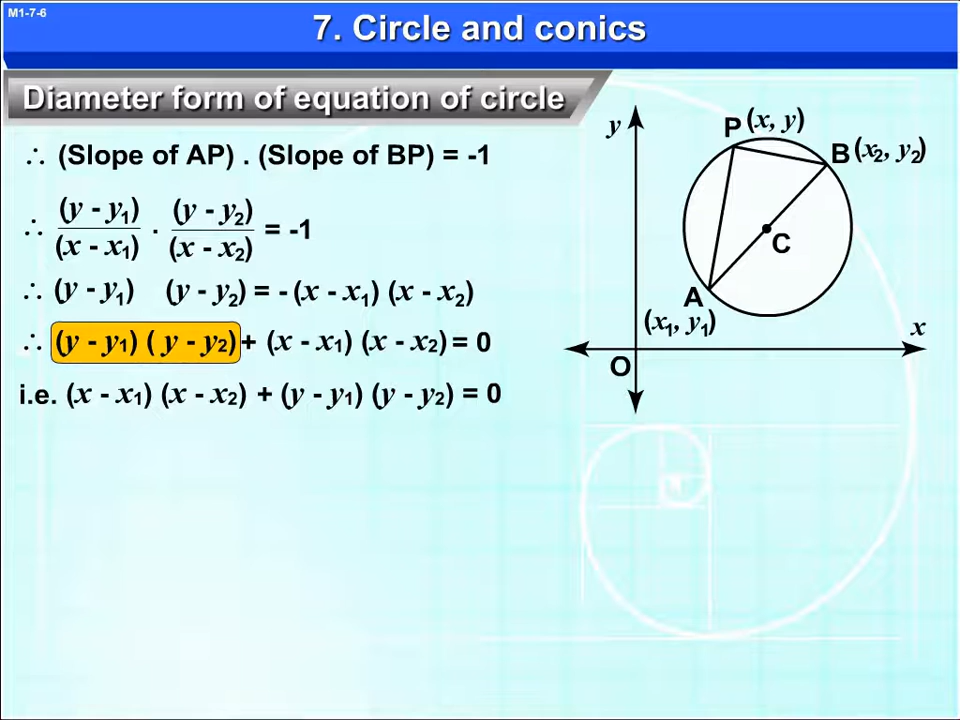 M1-7-6
7. Circle and conics
Diameter form of equation of circle
∴ (Slope of AP) . (Slope of BP) = -1
∴ (y - y₁)/(x - x₁) . (y - y₂)/(x - x₂) = -1
∴ (y - y₁) (y - y₂) = - (x - x₁) (x - x₂)
∴ (y - y₁) ( y - y₂) + (x - x₁) (x - x₂) = 0
i.e. (x - x₁) (x - x₂) + (y - y₁) (y - y₂) = 0
y
P (x, y)
B (x₂, y₂)
C
A
(x₁, y₁)
x
O